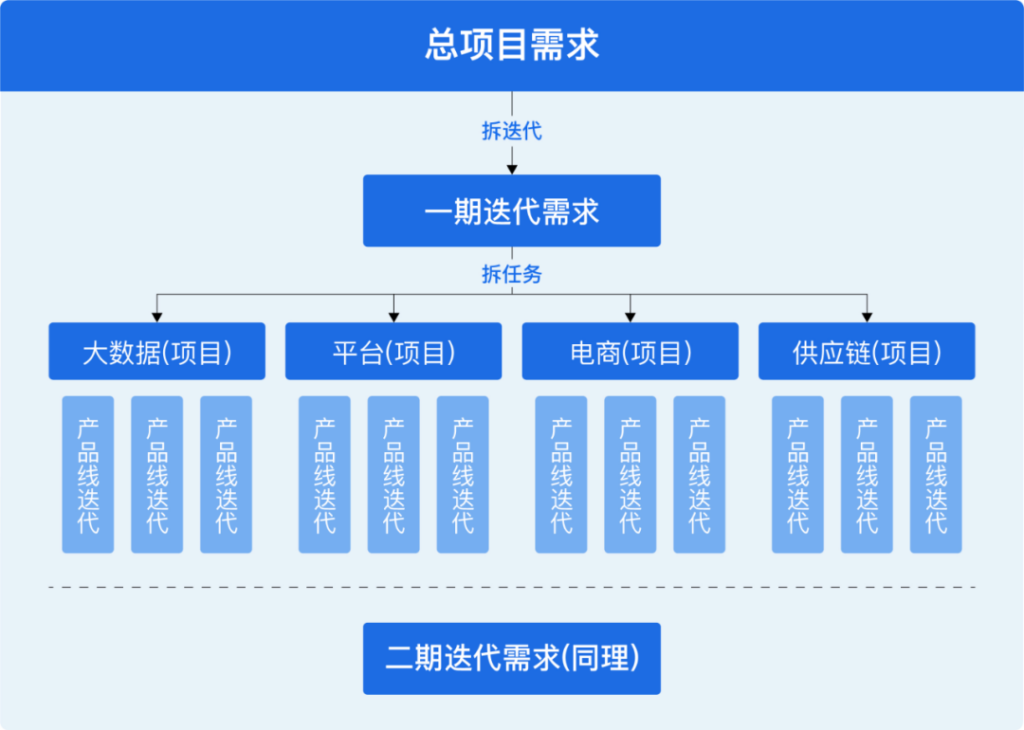 总项目需求
拆迭代
一期迭代需求
拆任务
大数据(项目)
平台(项目)
电商(项目)
供应链(项目)
产品线迭代
产品线迭代
产品线迭代
产品线迭代
产品线迭代
产品线迭代
产品线迭代
产品线迭代
产品线迭代
产品线迭代
产品线迭代
产品线迭代
二期迭代需求(同理)